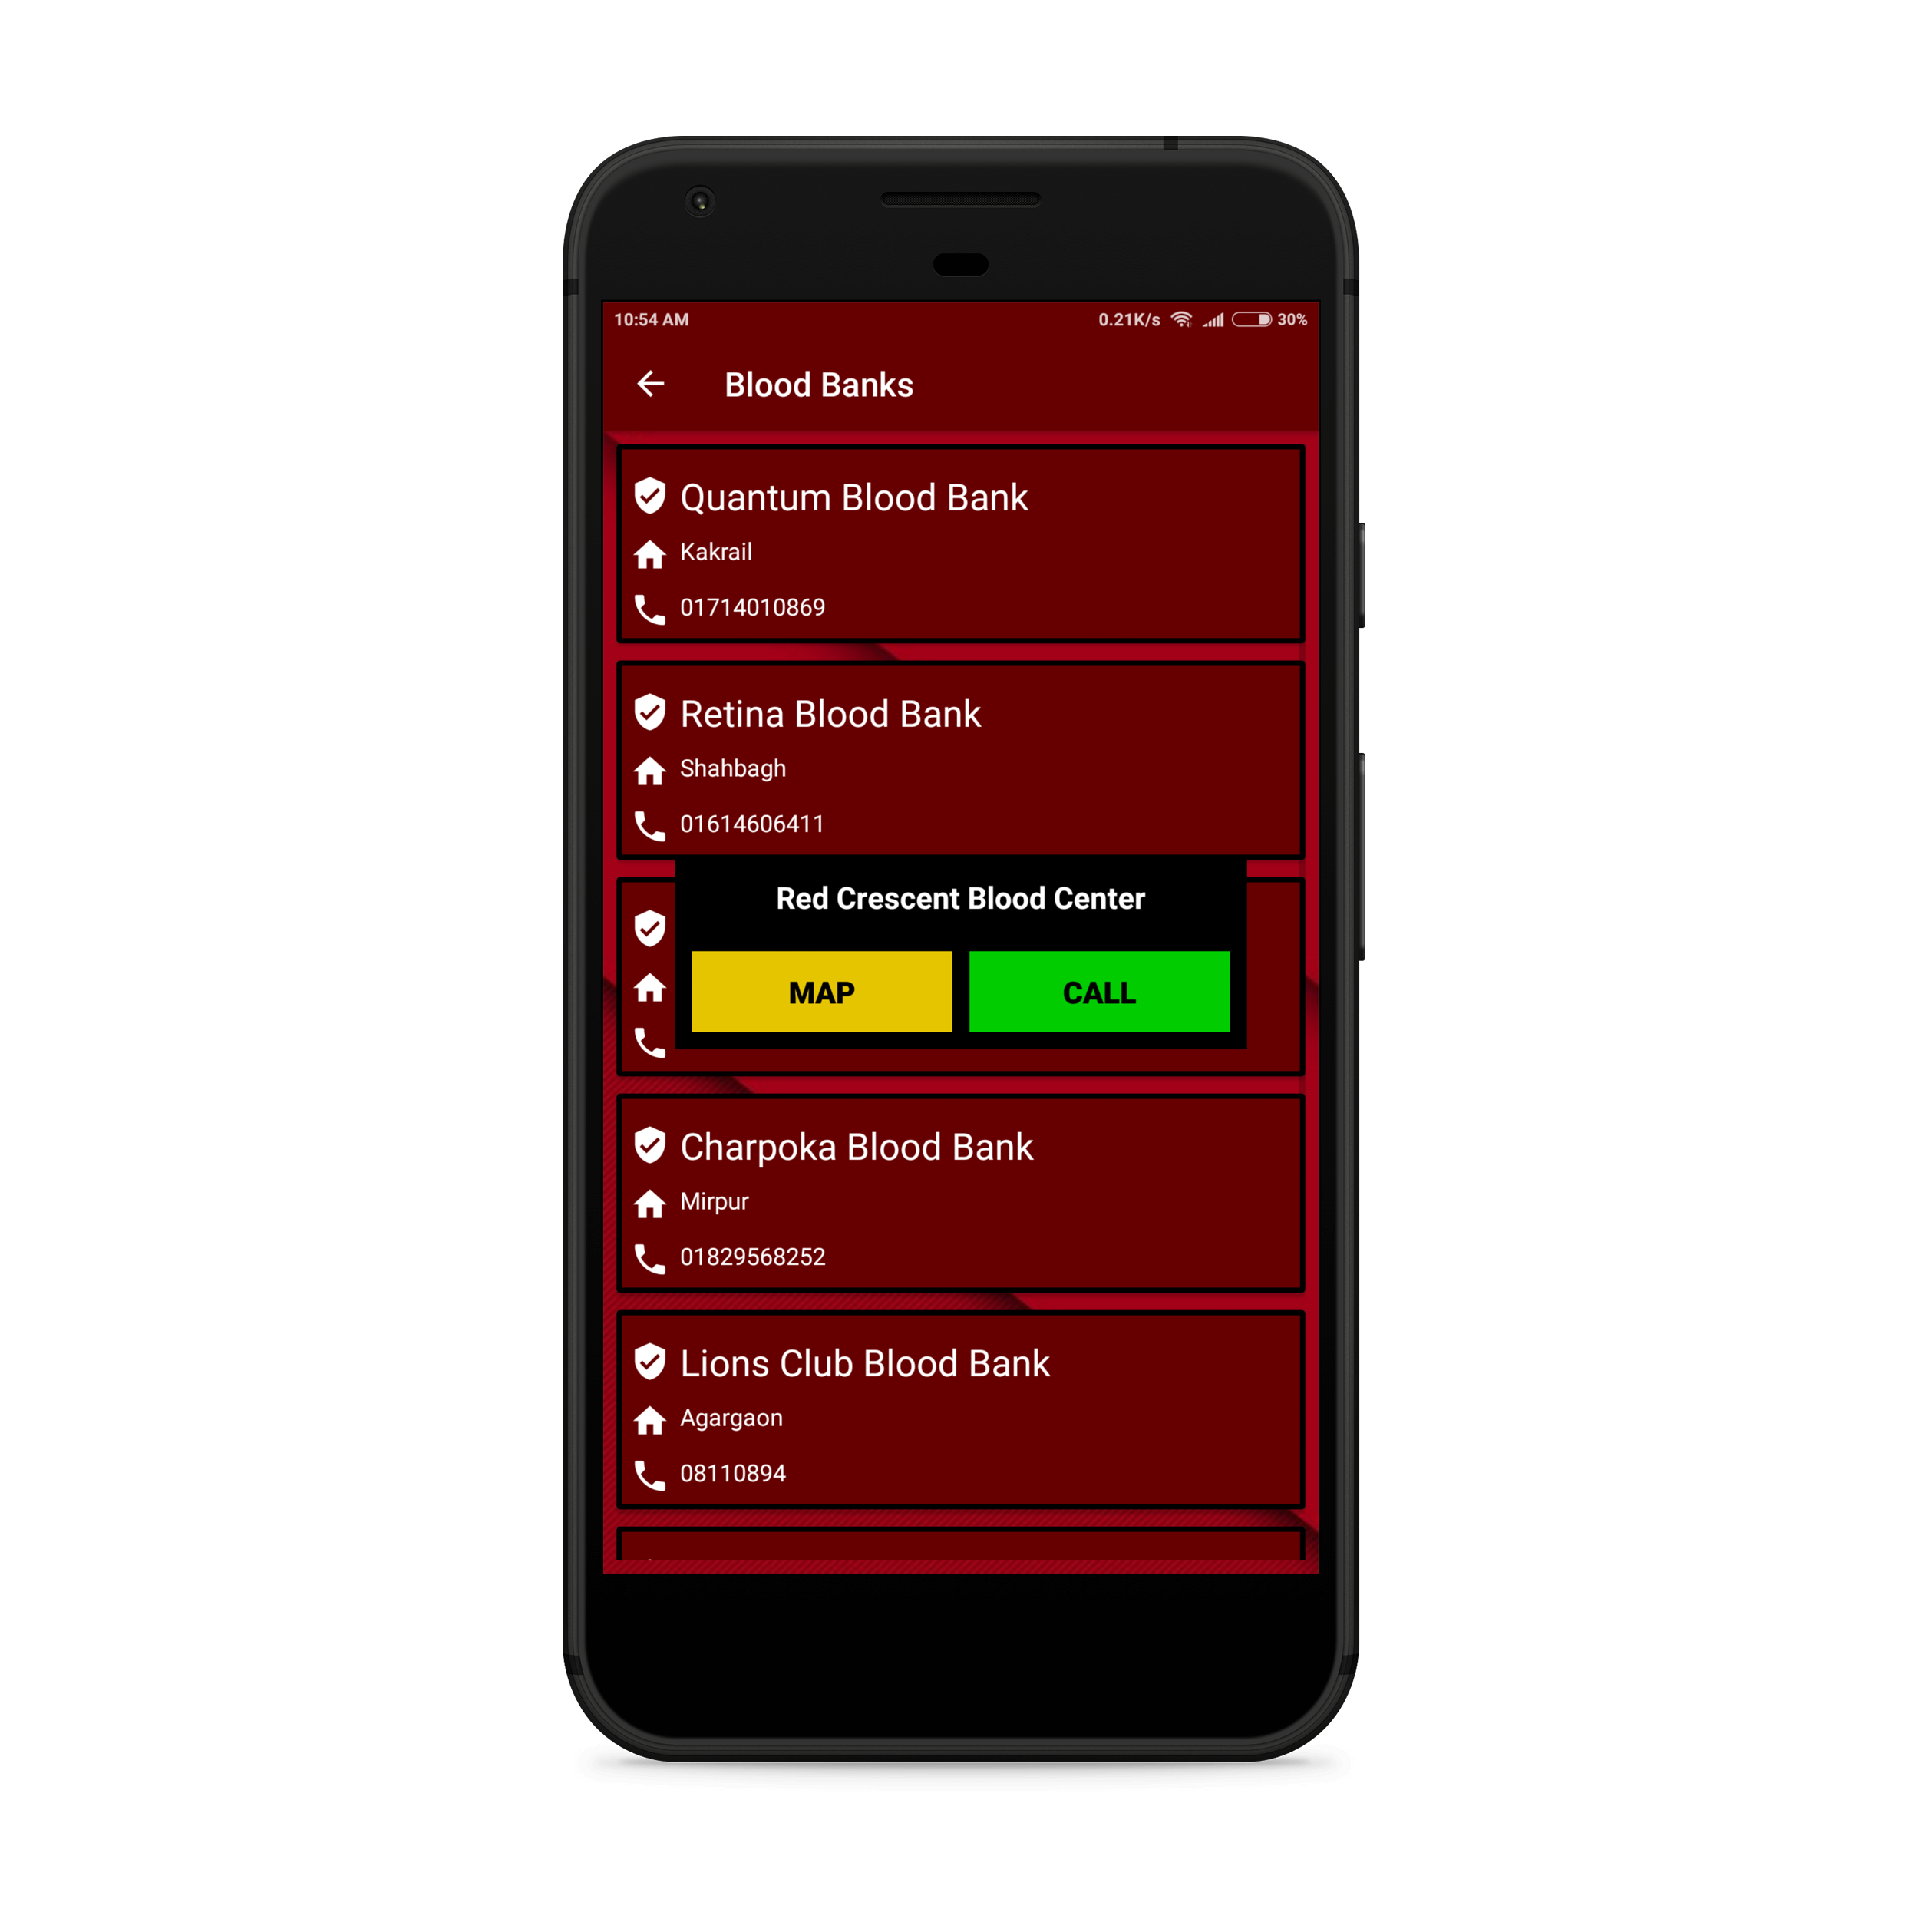 10:54 AM 0.21K/s 30%
Blood Banks
Quantum Blood Bank
Kakrail
01714010869
Retina Blood Bank
Shahbagh
01614606411
Red Crescent Blood Center
MAP CALL
Charpoka Blood Bank
Mirpur
01829568252
Lions Club Blood Bank
Agargaon
08110894